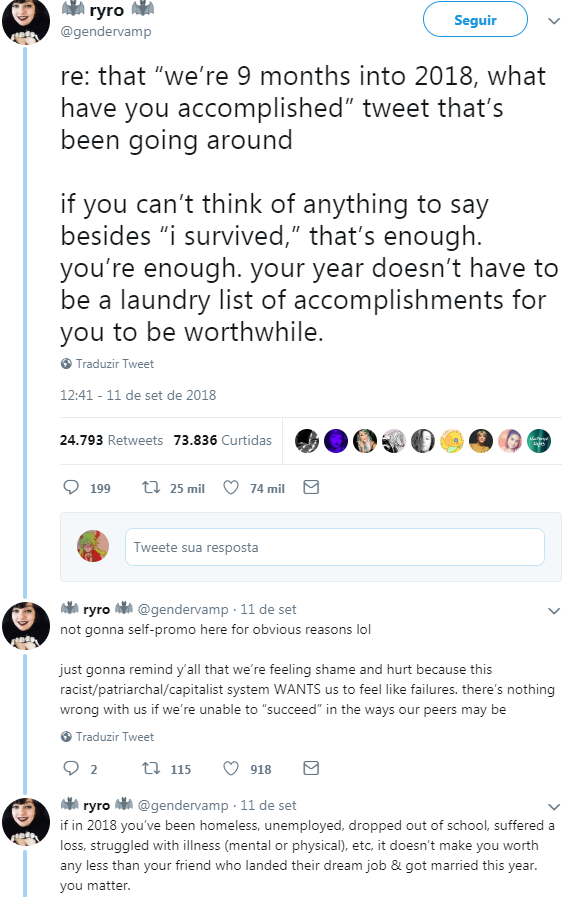 ryro
@gendervamp
Seguir
re: that “we’re 9 months into 2018, what
have you accomplished” tweet that’s
been going around
if you can’t think of anything to say
besides “i survived,” that’s enough.
you’re enough. your year doesn’t have to
be a laundry list of accomplishments for
you to be worthwhile.
Traduzir Tweet
12:41 - 11 de set de 2018
24.793 Retweets 73.836 Curtidas
199 25 mil 74 mil
Tweete sua resposta
ryro @gendervamp · 11 de set
not gonna self-promo here for obvious reasons lol
just gonna remind y’all that we’re feeling shame and hurt because this
racist/patriarchal/capitalist system WANTS us to feel like failures. there’s nothing
wrong with us if we’re unable to “succeed” in the ways our peers may be
Traduzir Tweet
2 115 918
ryro @gendervamp · 11 de set
if in 2018 you’ve been homeless, unemployed, dropped out of school, suffered a
loss, struggled with illness (mental or physical), etc, it doesn’t make you worth
any less than your friend who landed their dream job & got married this year.
you matter.